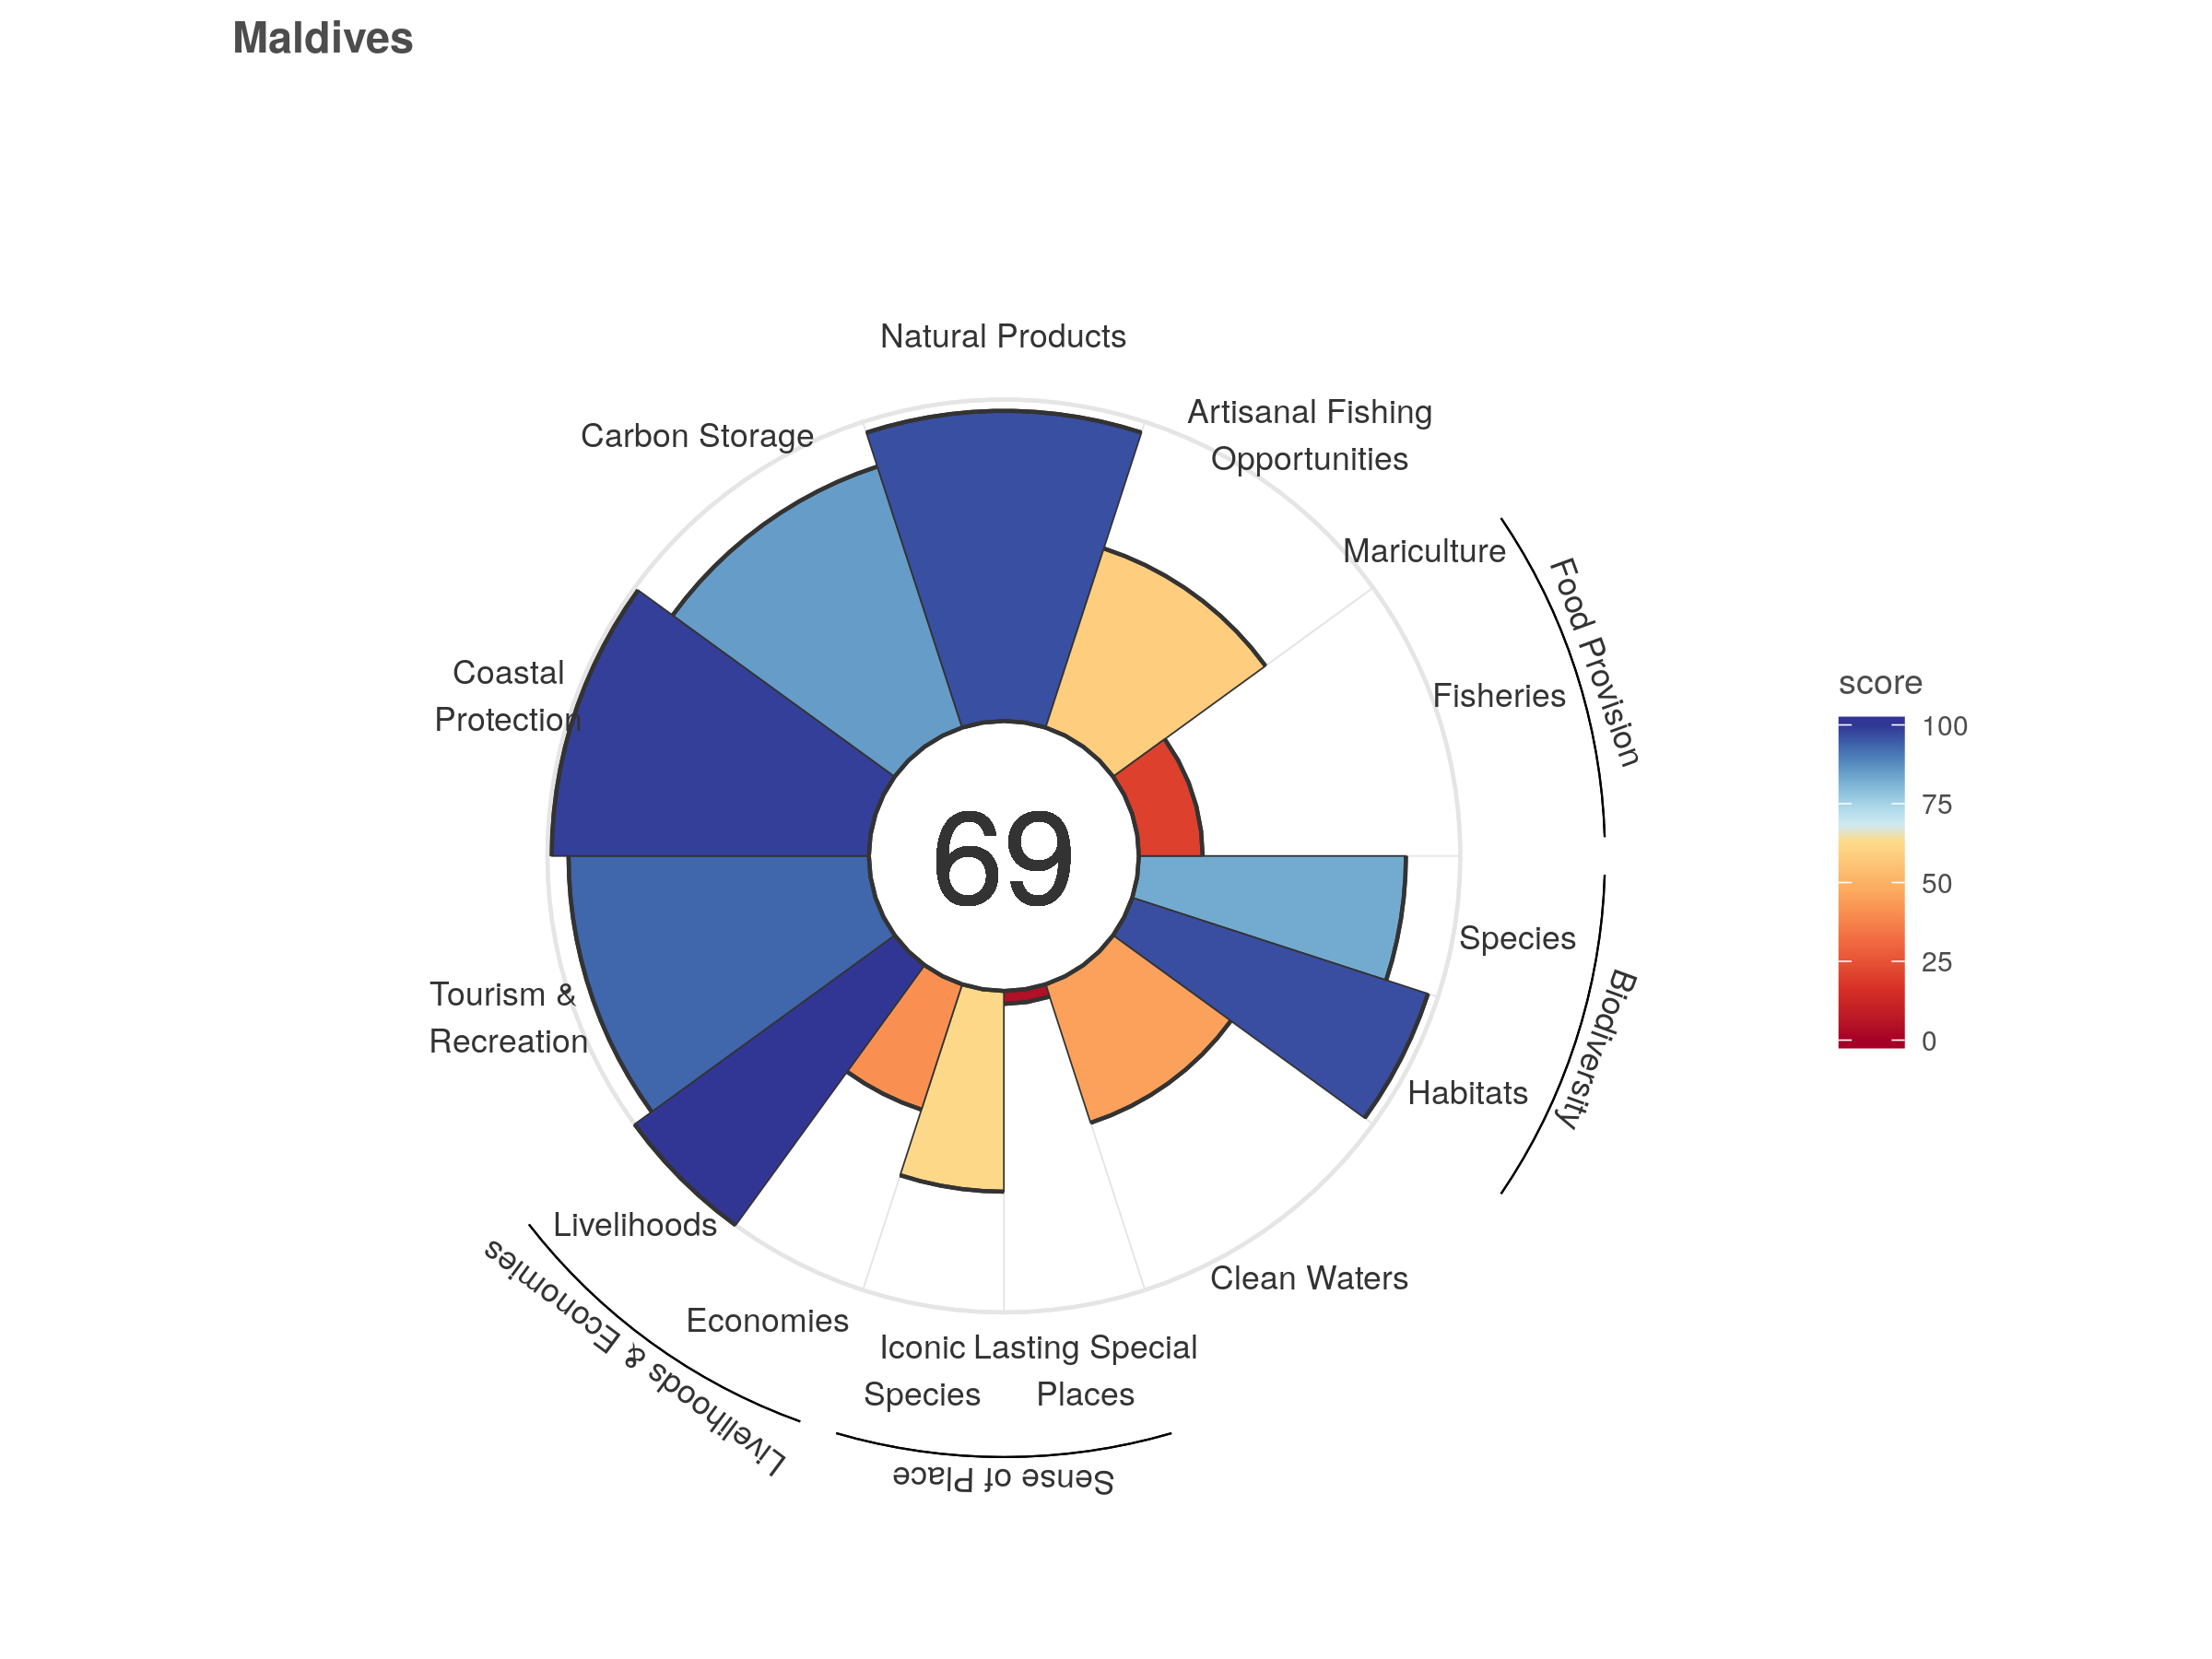 Maldives
Natural Products
Artisanal Fishing
Opportunities
Carbon Storage
Mariculture
Food Provision
Fisheries
Coastal
Protection
69
Species
Biodiversity
Habitats
Tourism &
Recreation
Livelihoods
Livelihoods & Economies
Economies
Clean Waters
Iconic
Species
Lasting Special
Places
Sense of Place
score
100
75
50
25
0